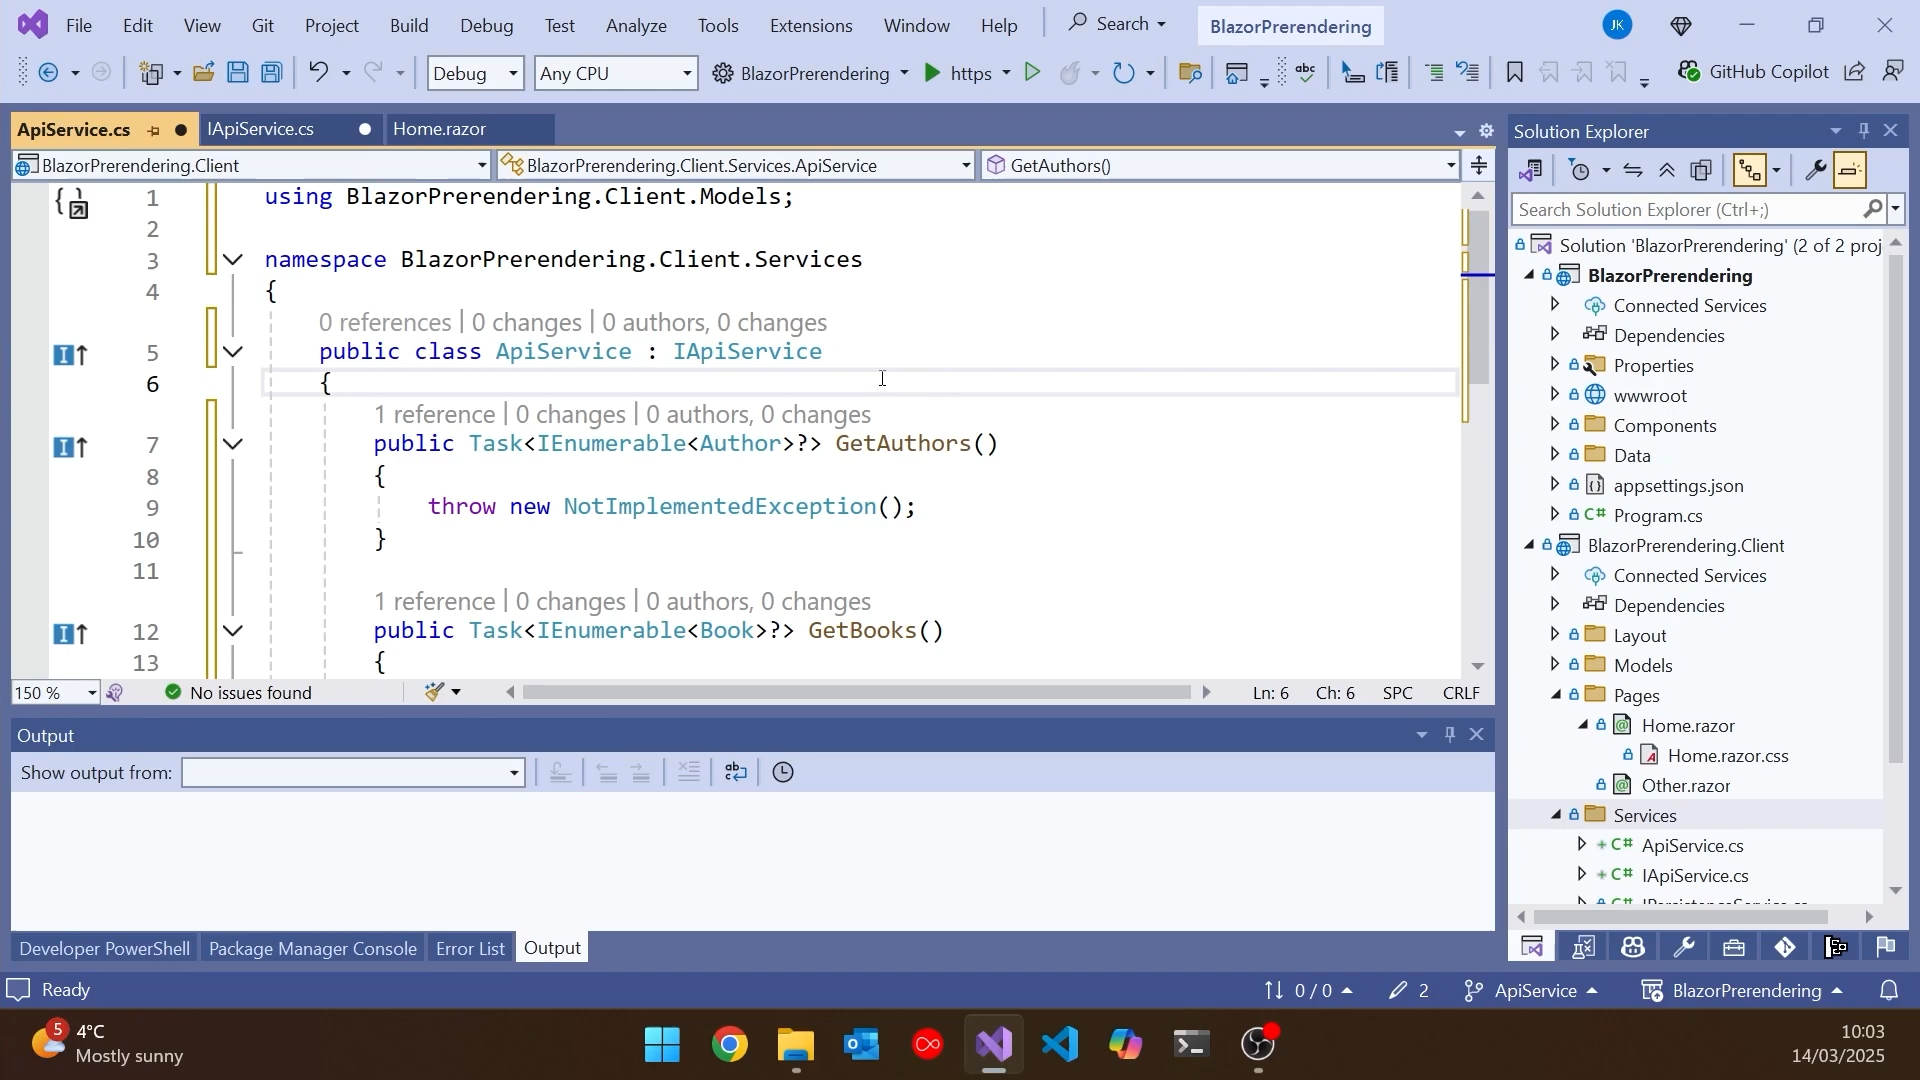 File Edit View Git Project Build Debug Test Analyze Tools Extensions Window Help Search BlazorPrerendering JK
Debug Any CPU BlazorPrerendering https abc GitHub Copilot
ApiService.cs IApiService.cs Home.razor
BlazorPrerendering.Client BlazorPrerendering.Client.Services.ApiService GetAuthors()
1 using BlazorPrerendering.Client.Models;
2
3 namespace BlazorPrerendering.Client.Services
4 {
0 references | 0 changes | 0 authors, 0 changes
5 public class ApiService : IApiService
6 {
1 reference | 0 changes | 0 authors, 0 changes
7 public Task<IEnumerable<Author>?> GetAuthors()
8 {
9 throw new NotImplementedException();
10 }
11
1 reference | 0 changes | 0 authors, 0 changes
12 public Task<IEnumerable<Book>?> GetBooks()
13 {
150 % No issues found Ln: 6 Ch: 6 SPC CRLF
Output
Show output from:
Developer PowerShell Package Manager Console Error List Output
Solution Explorer
Search Solution Explorer (Ctrl+;)
Solution 'BlazorPrerendering' (2 of 2 proj
BlazorPrerendering
Connected Services
Dependencies
Properties
wwwroot
Components
Data
appsettings.json
C# Program.cs
BlazorPrerendering.Client
Connected Services
Dependencies
Layout
Models
Pages
Home.razor
Home.razor.css
Other.razor
Services
C# ApiService.cs
C# IApiService.cs
Ready 0 / 0 2 ApiService BlazorPrerendering
5 4°C
Mostly sunny
10:03
14/03/2025